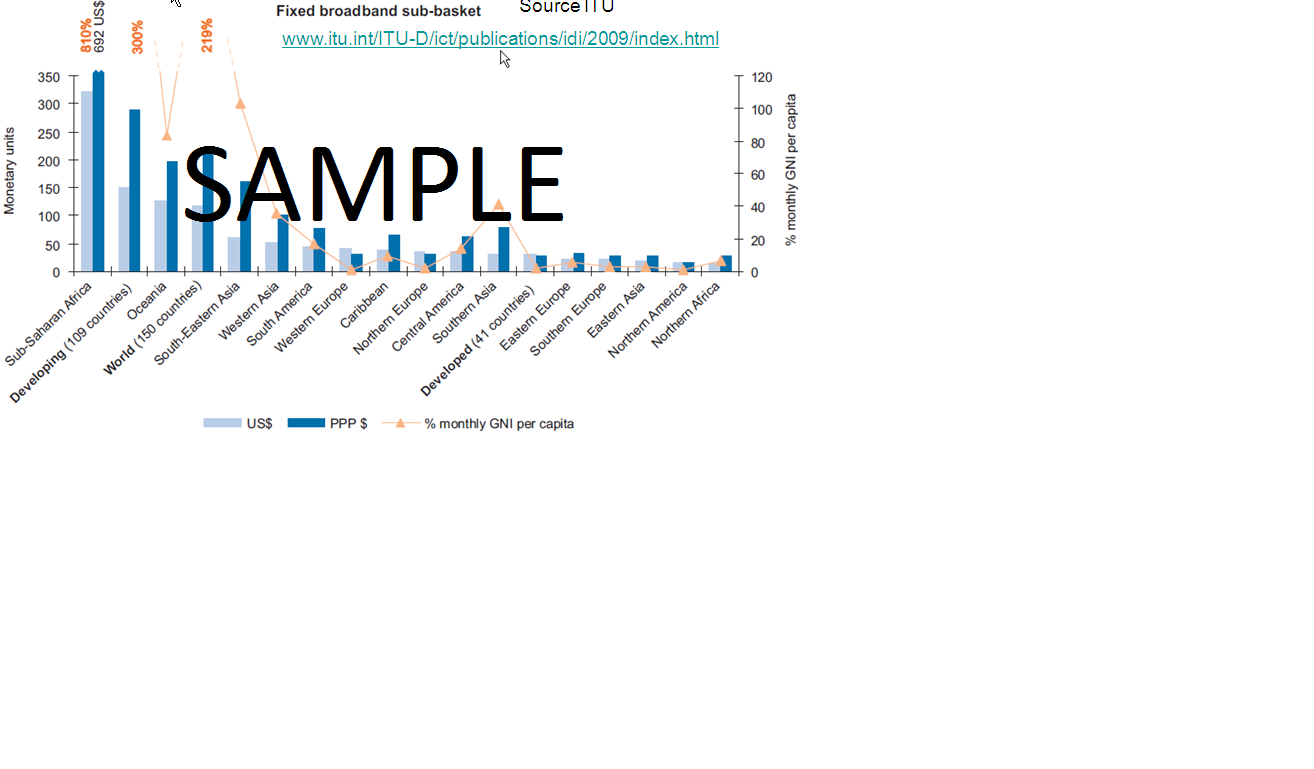 Source ITU
Fixed broadband sub-basket
www.itu.int/ITU-D/ict/publications/idi/2009/index.html
810%
692 US$
300%
219%
350
300
250
200
150
100
50
0
Monetary units
120
100
80
60
40
20
0
% monthly GNI per capita
SAMPLE
Sub-Saharan Africa
Developing (109 countries)
Oceania
World (150 countries)
South-Eastern Asia
Western Asia
South America
Western Europe
Caribbean
Northern Europe
Central America
Southern Asia
Developed (41 countries)
Eastern Europe
Southern Europe
Eastern Asia
Northern America
Northern Africa
US$ PPP $ % monthly GNI per capita